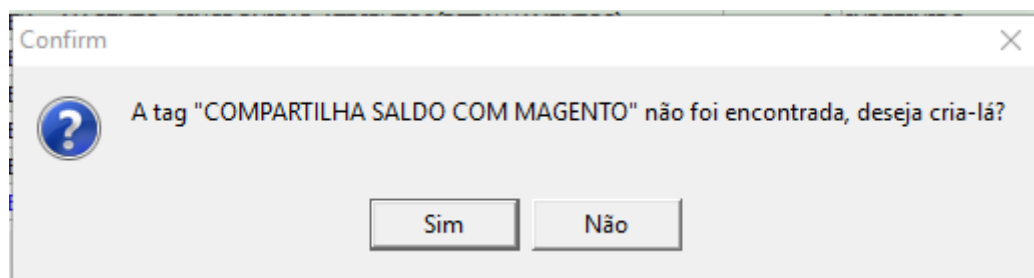 Confirm
A tag "COMPARTILHA SALDO COM MAGENTO" não foi encontrada, deseja cria-lá?
Sim
Não